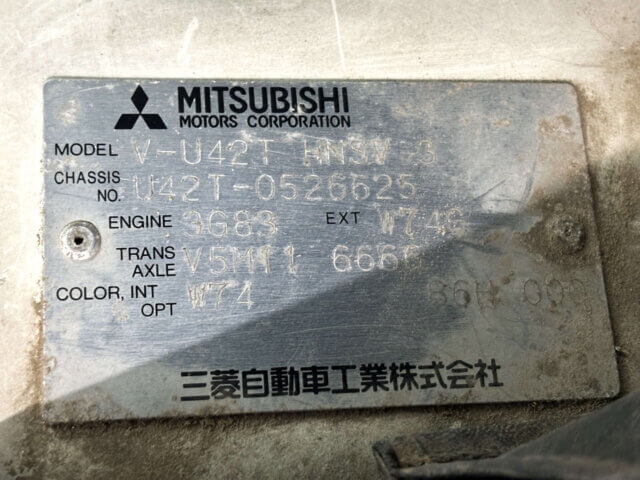 MITSUBISHI
MOTORS CORPORATION
MODEL V-U42T
CHASSIS NO. U42T-0526625
ENGINE 3G83 EXT
TRANS AXLE V5MT1
COLOR, INT OPT W74
三菱自動車工業株式会社